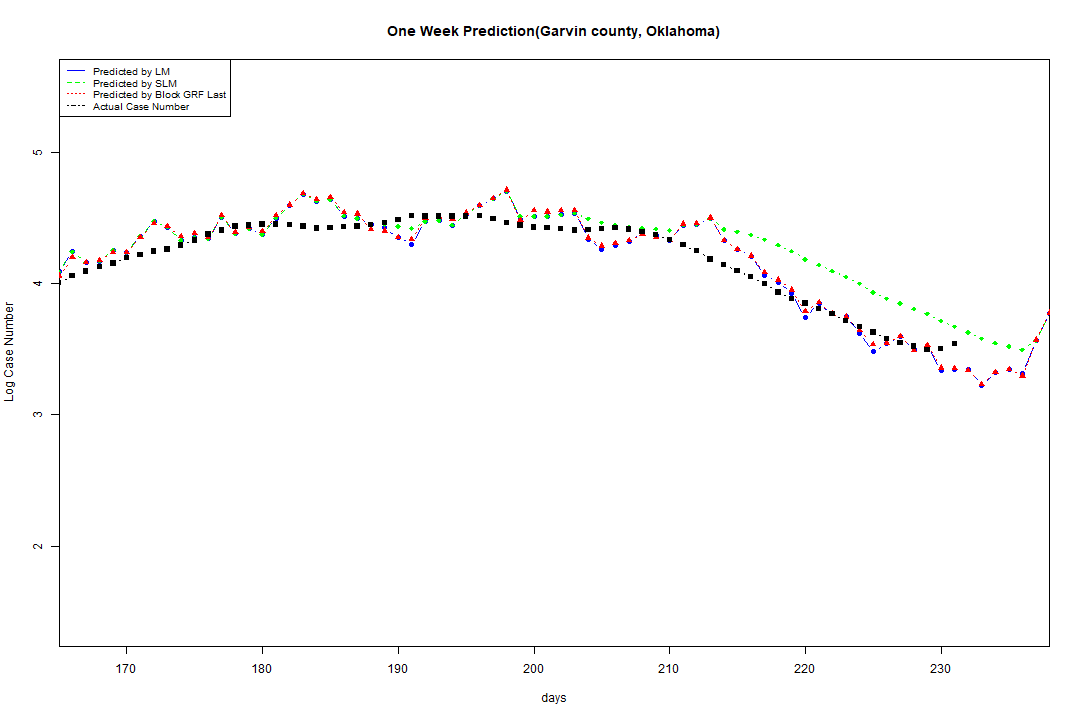 One Week Prediction(Garvin county, Oklahoma)
Predicted by LM
Predicted by SLM
Predicted by Block GRF Last
Actual Case Number
5
4
3
2
Log Case Number
170 180 190 200 210 220 230
days